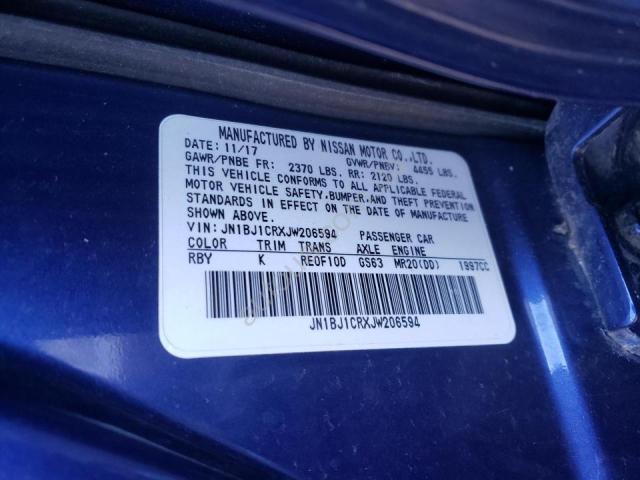 MANUFACTURED BY NISSAN MOTOR CO.,LTD.
DATE: 11/17 GVWR/PNBV: 4455 LBS.
GAWR/PNBE FR: 2370 LBS. RR: 2120 LBS.
THIS VEHICLE CONFORMS TO ALL APPLICABLE FEDERAL
MOTOR VEHICLE SAFETY,BUMPER,AND THEFT PREVENTION
STANDARDS IN EFFECT ON THE DATE OF MANUFACTURE
SHOWN ABOVE.
VIN: JN1BJ1CRXJW206594 PASSENGER CAR
COLOR TRIM TRANS AXLE ENGINE
RBY K RE0F10D GS63 MR20(DD) 1997CC
JN1BJ1CRXJW206594